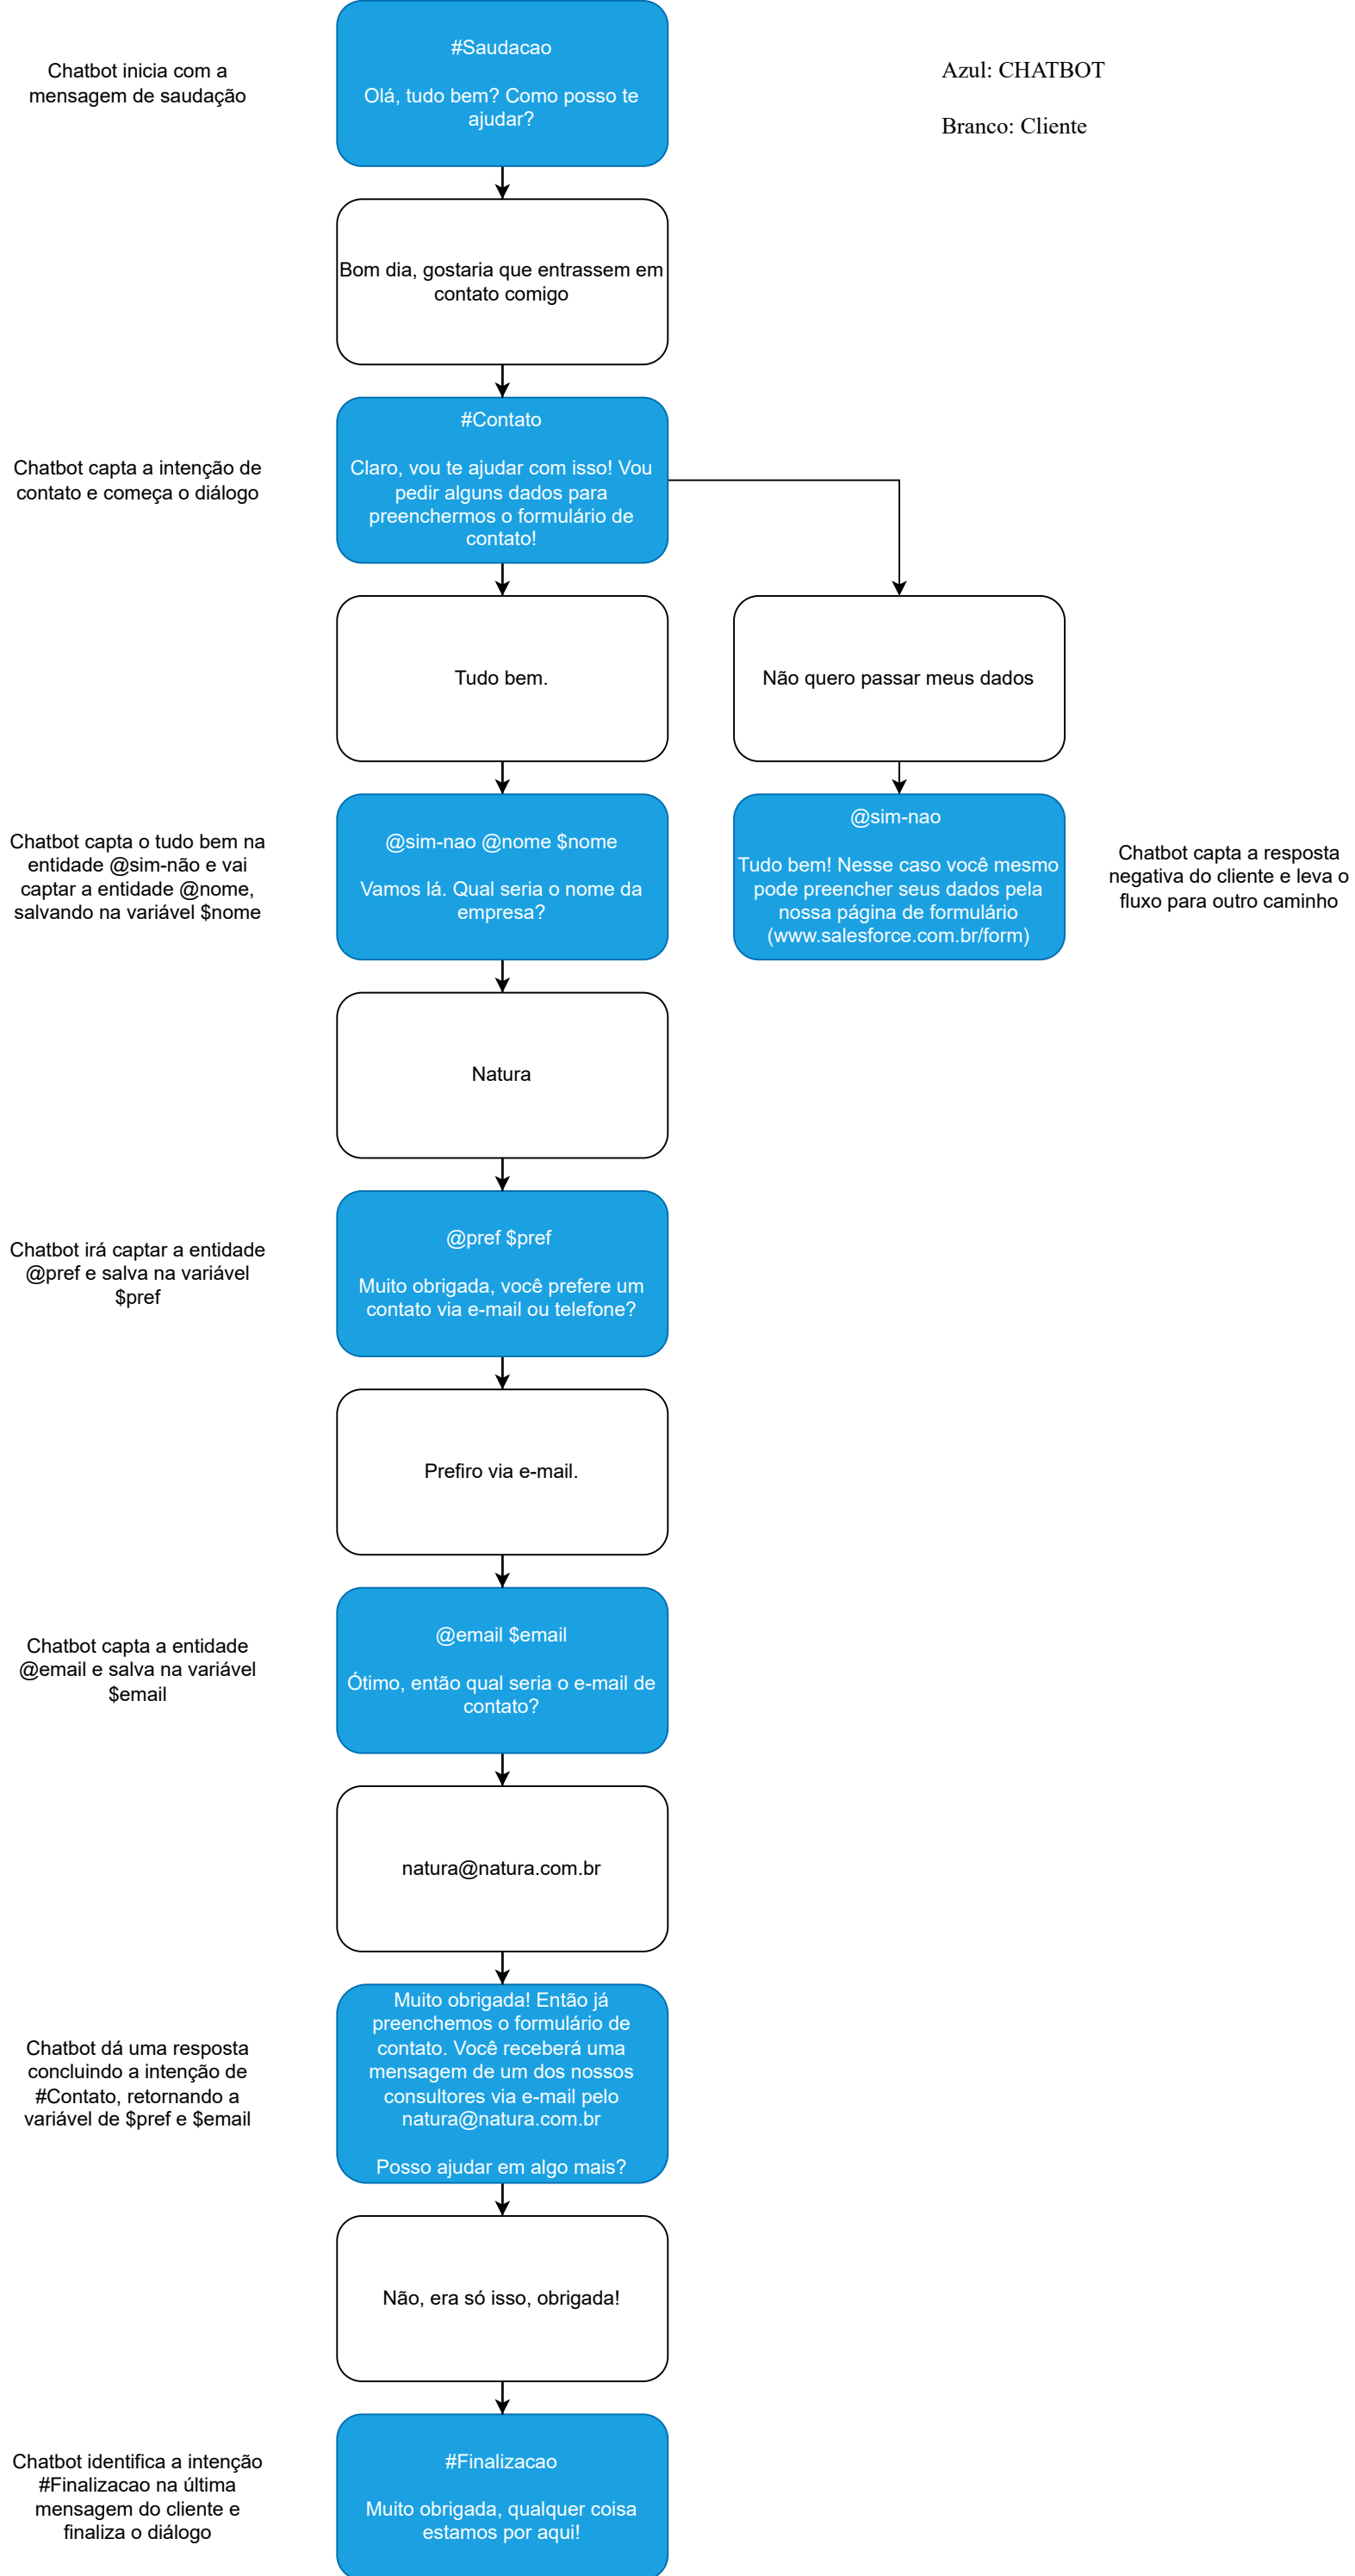 #Saudacao
Olá, tudo bem? Como posso te
ajudar?
Chatbot inicia com a
mensagem de saudação
Azul: CHATBOT
Branco: Cliente
Bom dia, gostaria que entrassem em
contato comigo
Chatbot capta a intenção de
contato e começa o diálogo
#Contato
Claro, vou te ajudar com isso! Vou
pedir alguns dados para
preenchermos o formulário de
contato!
Tudo bem.
Não quero passar meus dados
Chatbot capta o tudo bem na
entidade @sim-não e vai
captar a entidade @nome,
salvando na variável $nome
@sim-nao @nome $nome
Vamos lá. Qual seria o nome da
empresa?
@sim-nao
Tudo bem! Nesse caso você mesmo
pode preencher seus dados pela
nossa página de formulário
(www.salesforce.com.br/form)
Chatbot capta a resposta
negativa do cliente e leva o
fluxo para outro caminho
Natura
Chatbot irá captar a entidade
@pref e salva na variável
$pref
@pref $pref
Muito obrigada, você prefere um
contato via e-mail ou telefone?
Prefiro via e-mail.
Chatbot capta a entidade
@email e salva na variável
$email
@email $email
Ótimo, então qual seria o e-mail de
contato?
natura@natura.com.br
Chatbot dá uma resposta
concluindo a intenção de
#Contato, retornando a
variável de $pref e $email
Muito obrigada! Então já
preenchemos o formulário de
contato. Você receberá uma
mensagem de um dos nossos
consultores via e-mail pelo
natura@natura.com.br
Posso ajudar em algo mais?
Não, era só isso, obrigada!
Chatbot identifica a intenção
#Finalizacao na última
mensagem do cliente e
finaliza o diálogo
#Finalizacao
Muito obrigada, qualquer coisa
estamos por aqui!